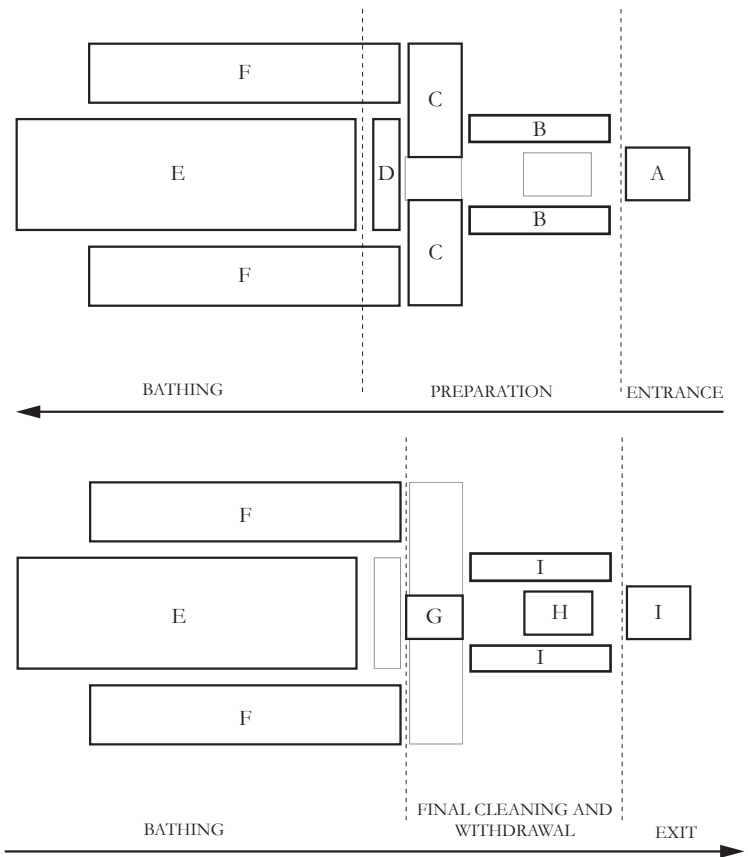 F
C
B
E
D
A
B
F
C
BATHING
PREPARATION
ENTRANCE
F
I
E
G
H
I
I
F
FINAL CLEANING AND
WITHDRAWAL
BATHING
EXIT